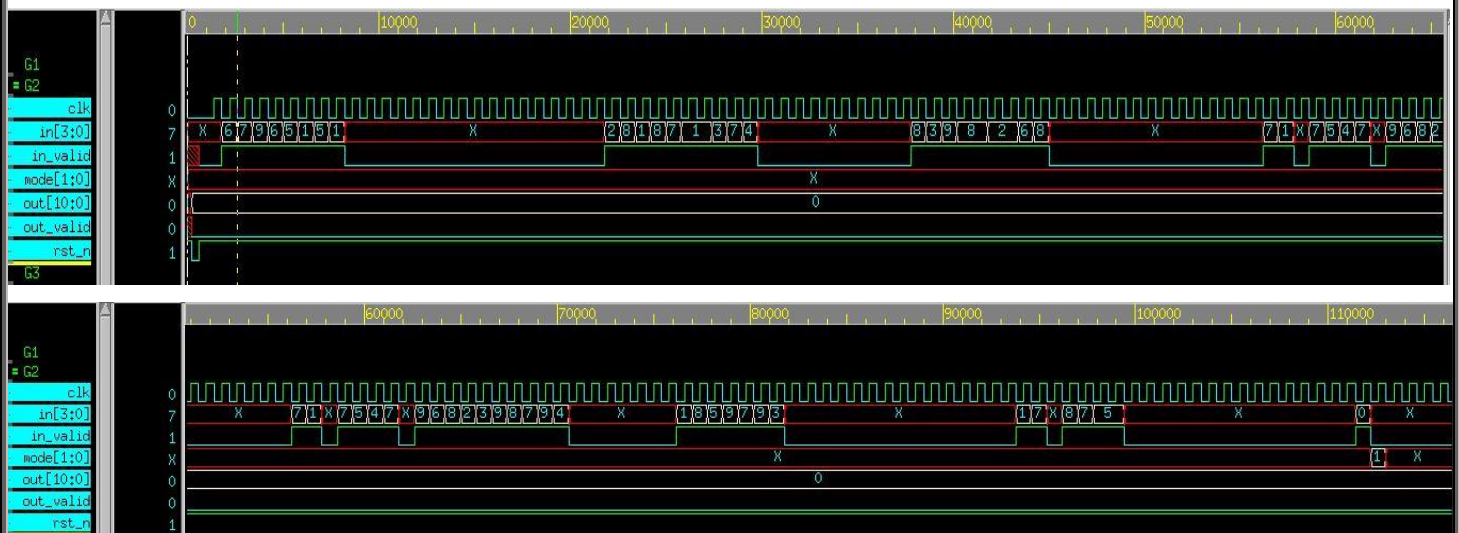 0 10000 20000 30000 40000 50000 60000
G1
= G2
clk 0
in[3:0] 7 X 6 7 9 6 5 1 5 1 X 2 8 1 8 7 1 3 7 4 X 8 3 9 8 2 6 8 X 7 1 X 7 5 4 7 X 9 6 8 2
in_valid 1
mode[1:0] X X
out[10:0] 0 0
out_valid 0
rst_n 1
G3
60000 70000 80000 90000 100000 110000
G1
= G2
clk 0
in[3:0] 7 X 7 1 X 7 5 4 7 X 9 6 8 2 3 9 8 7 9 4 X 1 8 5 9 7 9 3 X 1 7 X 8 7 5 X 0 X
in_valid 1
mode[1:0] X X 1 X
out[10:0] 0 0
out_valid 0
rst_n 1